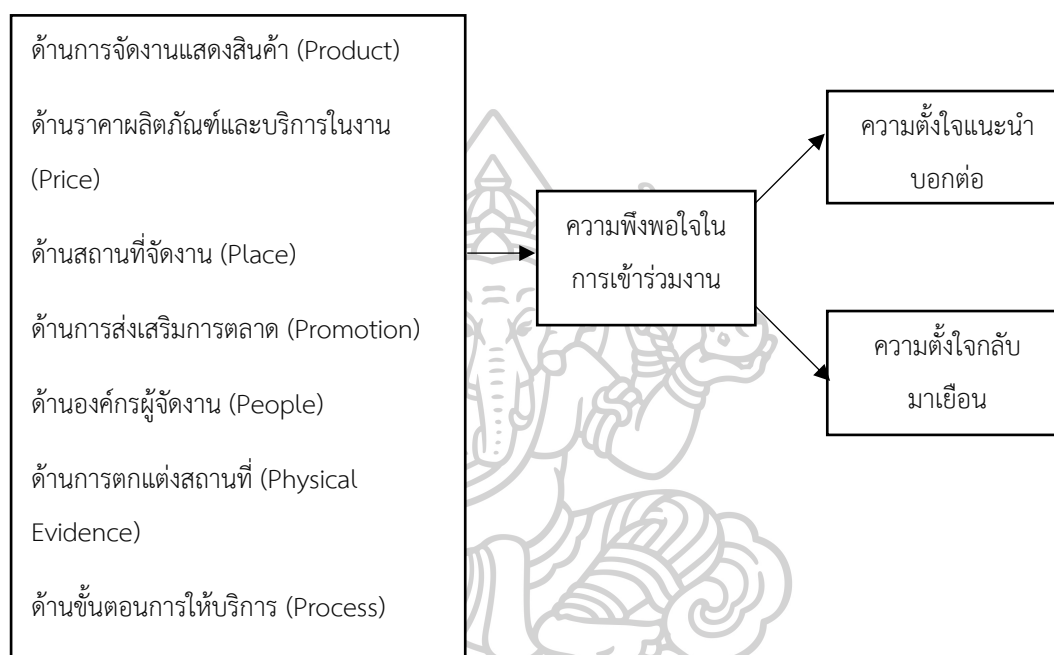 ด้านการจัดงานแสดงสินค้า (Product)
ด้านราคาผลิตภัณฑ์และบริการในงาน
(Price)
ด้านสถานที่จัดงาน (Place)
ด้านการส่งเสริมการตลาด (Promotion)
ด้านองค์กรผู้จัดงาน (People)
ด้านการตกแต่งสถานที่ (Physical
Evidence)
ด้านขั้นตอนการให้บริการ (Process)
ความพึงพอใจใน
การเข้าร่วมงาน
ความตั้งใจแนะนำ
บอกต่อ
ความตั้งใจกลับ
มาเยือน